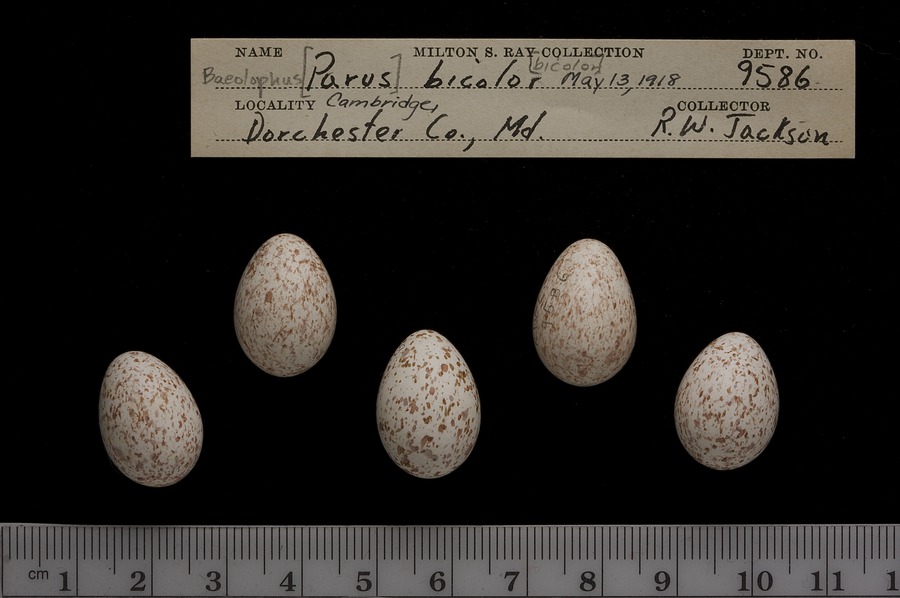 NAME MILTON S. RAY COLLECTION DEPT. NO.
Baeolophus [Parus] bicolor [bicolor] May 13, 1918 9586
LOCALITY Cambridge, COLLECTOR
Dorchester Co., Md. R. W. Jackson
9586
cm 1 2 3 4 5 6 7 8 9 10 11 1